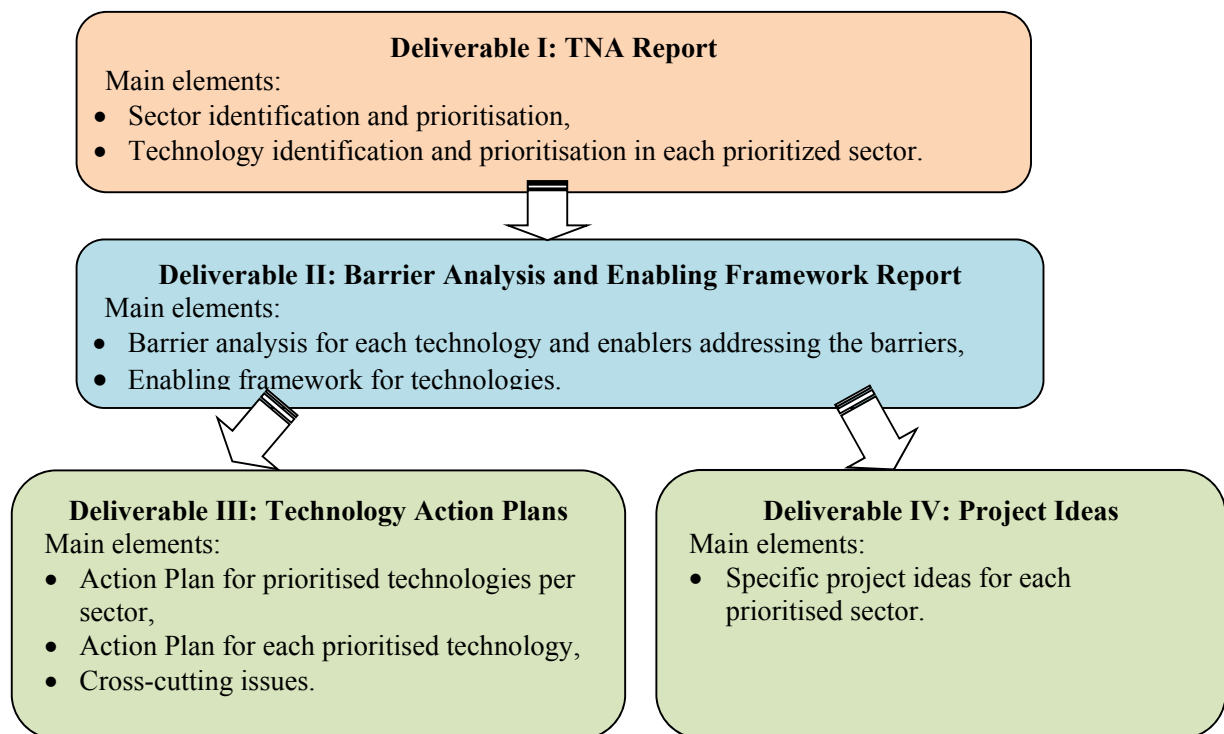 Deliverable I: TNA Report
Main elements:
• Sector identification and prioritisation,
• Technology identification and prioritisation in each prioritized sector.
Deliverable II: Barrier Analysis and Enabling Framework Report
Main elements:
• Barrier analysis for each technology and enablers addressing the barriers,
• Enabling framework for technologies.
Deliverable III: Technology Action Plans
Main elements:
• Action Plan for prioritised technologies per
sector,
• Action Plan for each prioritised technology,
• Cross-cutting issues.
Deliverable IV: Project Ideas
Main elements:
• Specific project ideas for each
prioritised sector.